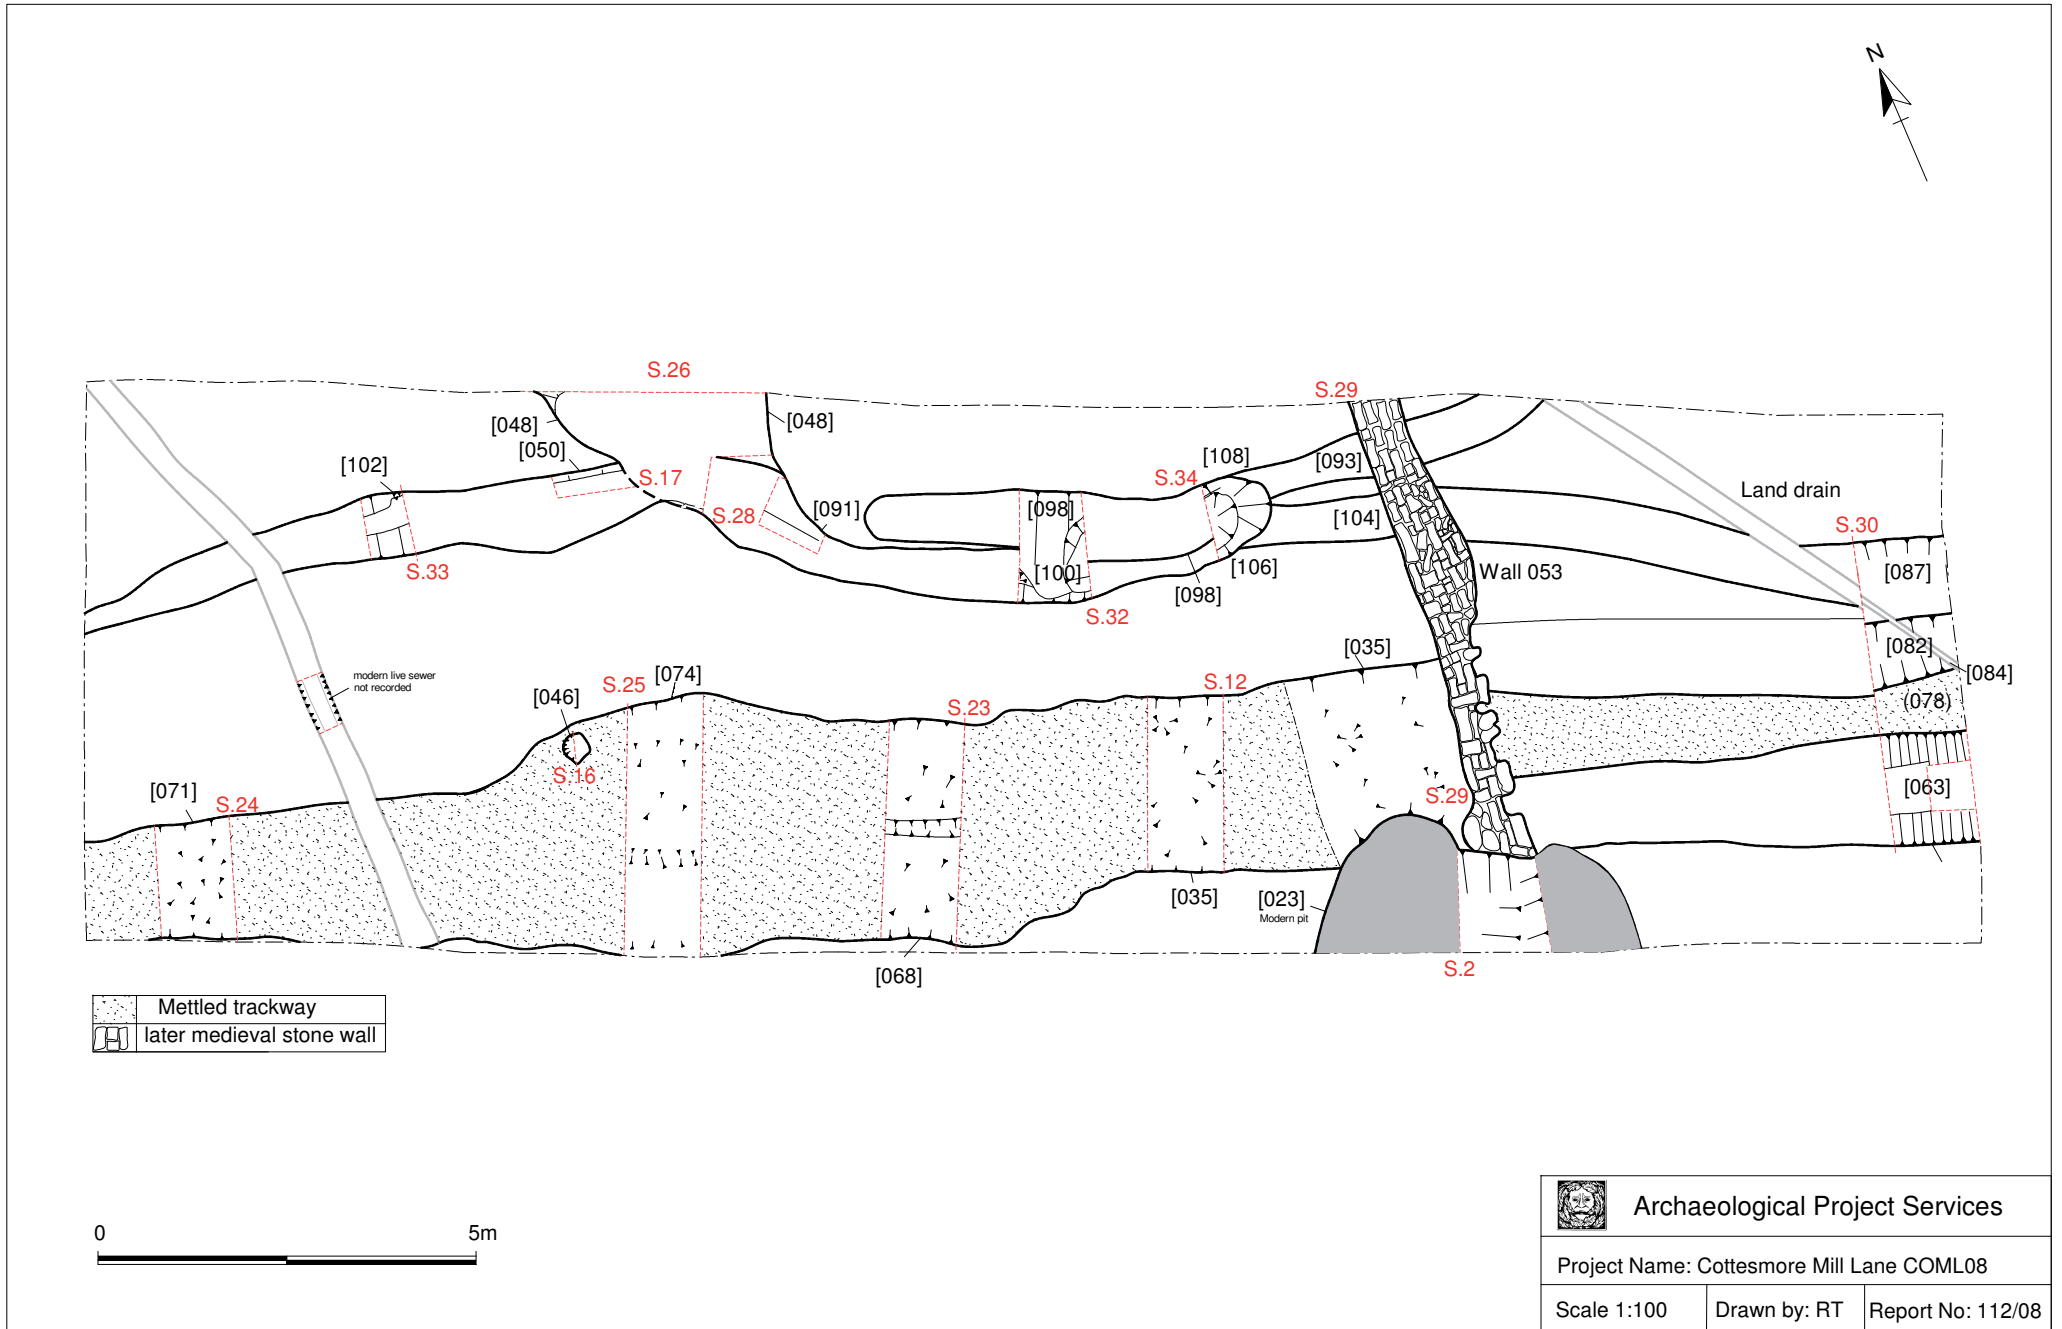 N
S.26
S.29
[048]
[048]
[050]
[102]
S.17
S.34
[108]
[093]
Land drain
[098]
S.28
[091]
[104]
S.30
S.33
[100]
[106]
[098]
Wall 053
[087]
S.32
[035]
[082]
[084]
modern live sewer
not recorded
S.25
[074]
[046]
S.23
S.12
(078)
S.16
[071]
S.24
S.29
[063]
[035]
[023]
Modern pit
[068]
S.2
Mettled trackway
later medieval stone wall
0
5m
Archaeological Project Services
Project Name: Cottesmore Mill Lane COML08
Scale 1:100
Drawn by: RT
Report No: 112/08